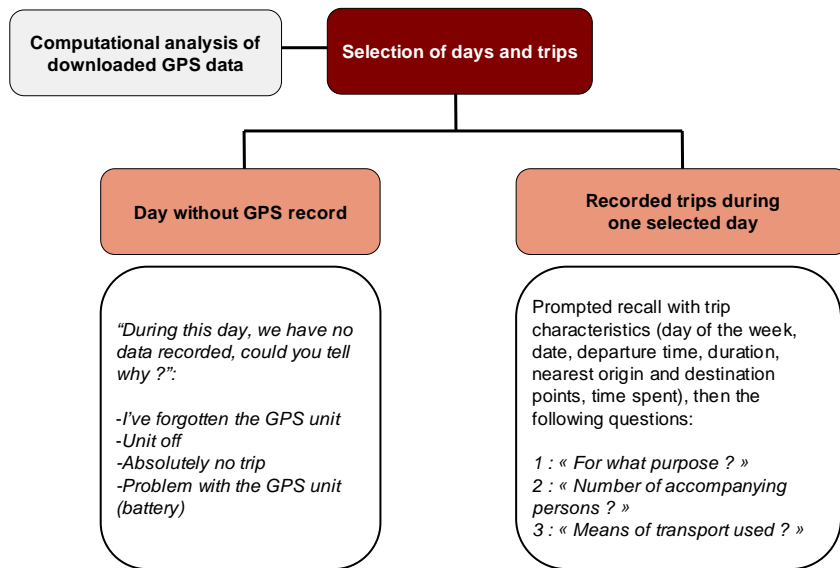 Computational analysis of
downloaded GPS data
Selection of days and trips
Day without GPS record
Recorded trips during
one selected day
“During this day, we have no
data recorded, could you tell
why ?”:
-I’ve forgotten the GPS unit
-Unit off
-Absolutely no trip
-Problem with the GPS unit
(battery)
Prompted recall with trip
characteristics (day of the week,
date, departure time, duration,
nearest origin and destination
points, time spent), then the
following questions:
1 : « For what purpose ? »
2 : « Number of accompanying
persons ? »
3 : « Means of transport used ? »